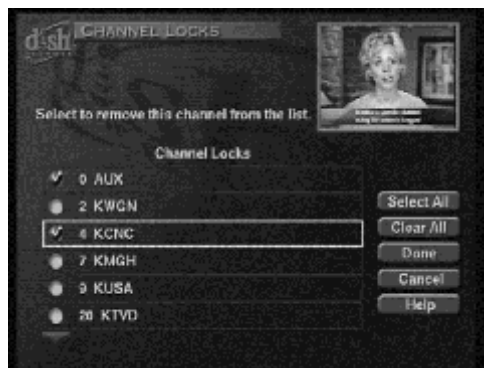 dish
CHANNEL LOCKS
Select to remove this channel from the list.
Channel Locks
0 AUX
2 KWGN
4 KCNC
7 KMGH
9 KUSA
20 KTVD
Select All
Clear All
Done
Cancel
Help